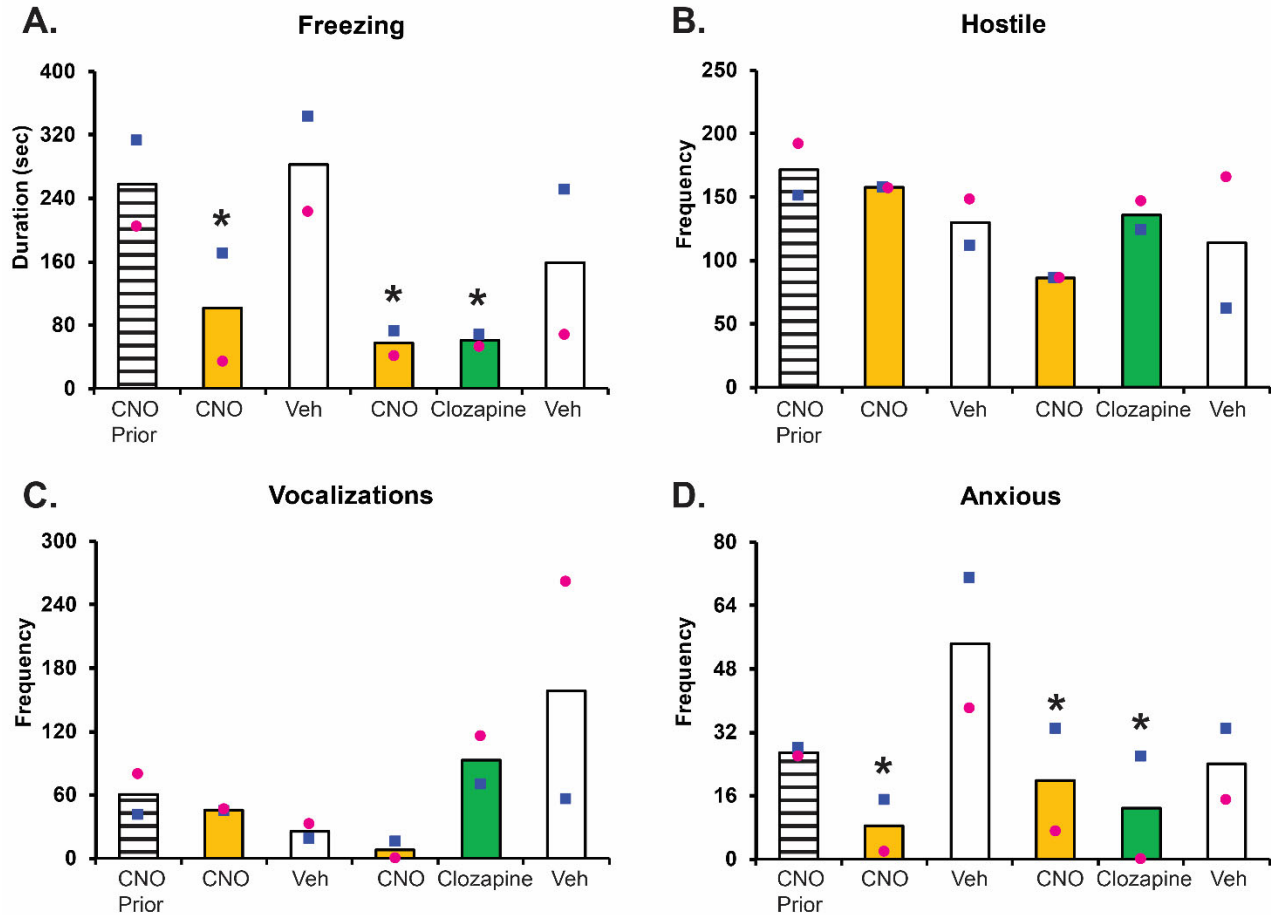 A.
Freezing
Duration (sec)
400
320
240
160
80
0
*
*
*
CNO Prior
CNO
Veh
CNO
Clozapine
Veh
B.
Hostile
Frequency
250
200
150
100
50
0
CNO Prior
CNO
Veh
CNO
Clozapine
Veh
C.
Vocalizations
Frequency
300
240
180
120
60
0
CNO Prior
CNO
Veh
CNO
Clozapine
Veh
D.
Anxious
Frequency
80
64
48
32
16
0
*
*
*
CNO Prior
CNO
Veh
CNO
Clozapine
Veh